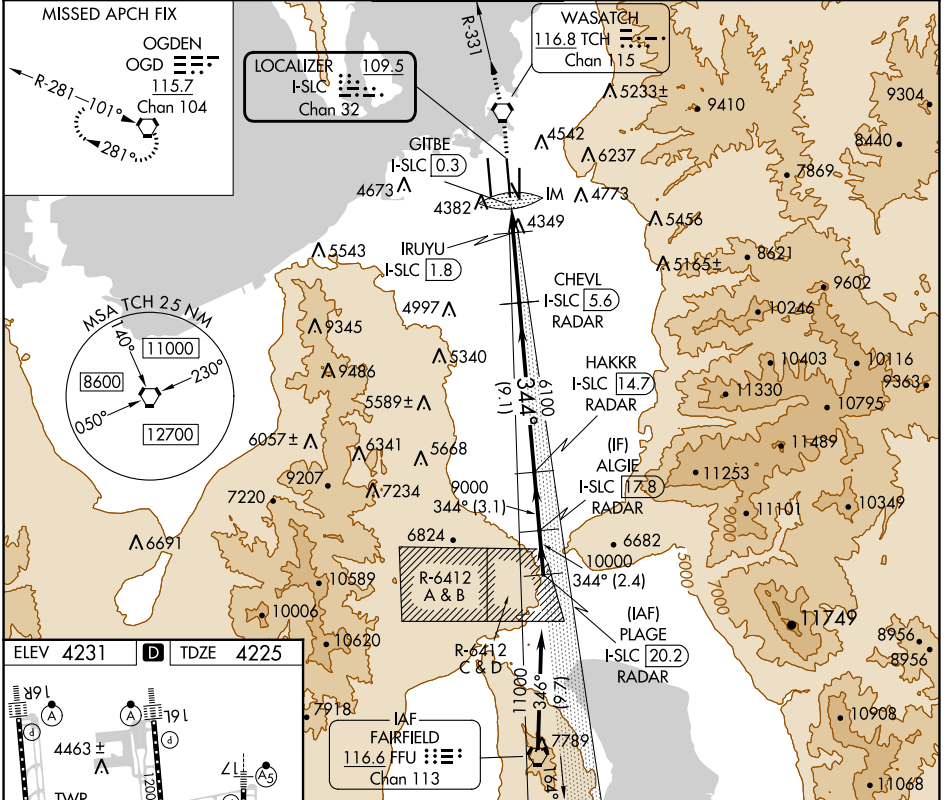 MISSED APCH FIX
OGDEN
OGD
115.7
Chan 104
R-281
101°
281°
LOCALIZER 109.5
I-SLC
Chan 32
R-331
WASATCH
116.8 TCH
Chan 115
5233±
9410
9304
8440
4542
6237
7869
GITBE
I-SLC 0.3
4673
4382
IM
4773
4349
5456
IRUYU
I-SLC 1.8
5543
5165±
8621
9602
CHEVL
I-SLC 5.6
RADAR
4997
10246
MSA TCH 25 NM
140°
11000
8600
230°
050°
12700
9345
9486
5340
5589±
344°
(9.1)
6100
HAKKR
I-SLC 14.7
RADAR
10403
10116
9363
11330
10795
6057±
6341
5668
11489
(IF)
ALGIE
I-SLC 17.8
RADAR
11253
9207
7220
7234
9000
344° (3.1)
11101
10349
6691
6824
6682
10000
344° (2.4)
5000
9000
R-6412
A & B
10589
10006
10620
R-6412
C & D
(IAF)
PLAGE
I-SLC 20.2
RADAR
11749
8956
8956
ELEV 4231
D
TDZE 4225
16R
A
A
16L
P
P
4463 ±
TWR
1200
17
A5
7918
11000
346°
(9.7)
IAF
FAIRFIELD
116.6 FFU
Chan 113
7789
164°
10908
11068